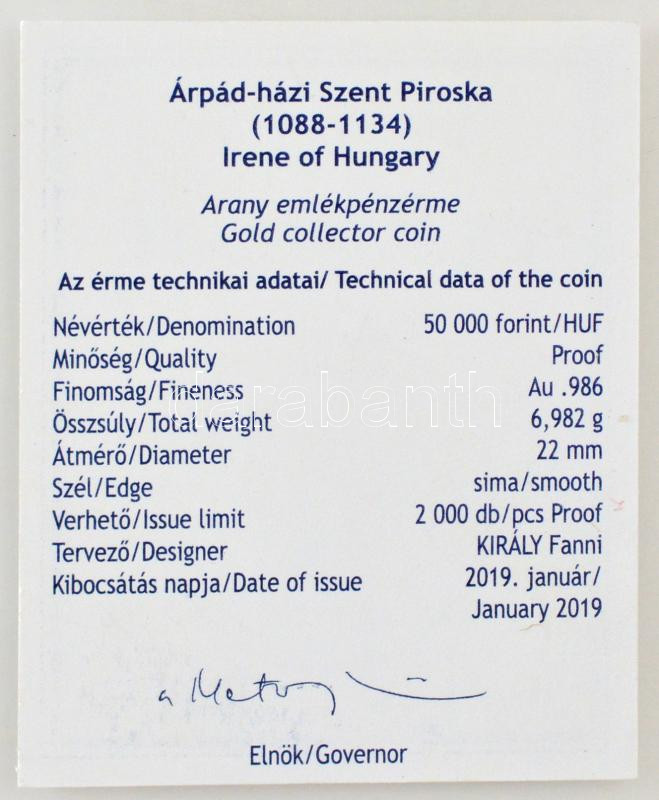 Árpád-házi Szent Piroska
(1088-1134)
Irene of Hungary
Arany emlékpénzérme
Gold collector coin
Az érme technikai adatai/ Technical data of the coin
Névérték/Denomination 50 000 forint/HUF
Minőség/Quality Proof
Finomság/Fineness Au .986
darabanth
Összsúly/Total weight 6,982 g
Átmérő/Diameter 22 mm
Szél/Edge sima/smooth
Verhető/Issue limit 2 000 db/pcs Proof
Tervező/Designer KIRÁLY Fanni
Kibocsátás napja/Date of issue 2019. január/
January 2019
Elnök/Governor